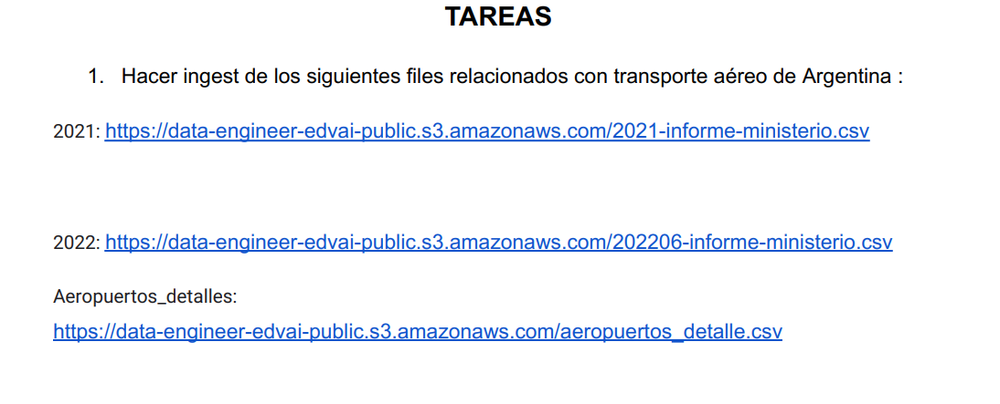 TAREAS
1. Hacer ingest de los siguientes files relacionados con transporte aéreo de Argentina :
2021: https://data-engineer-edvai-public.s3.amazonaws.com/2021-informe-ministerio.csv
2022: https://data-engineer-edvai-public.s3.amazonaws.com/202206-informe-ministerio.csv
Aeropuertos_detalles:
https://data-engineer-edvai-public.s3.amazonaws.com/aeropuertos_detalle.csv